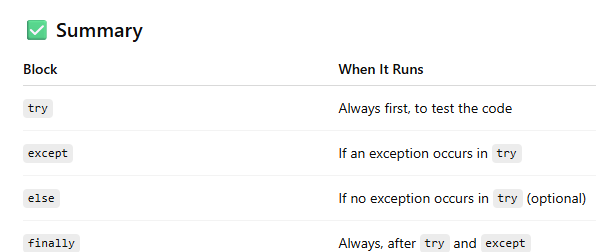 ✅ Summary
Block When It Runs
try Always first, to test the code
except If an exception occurs in try
else If no exception occurs in try (optional)
finally Always, after try and except